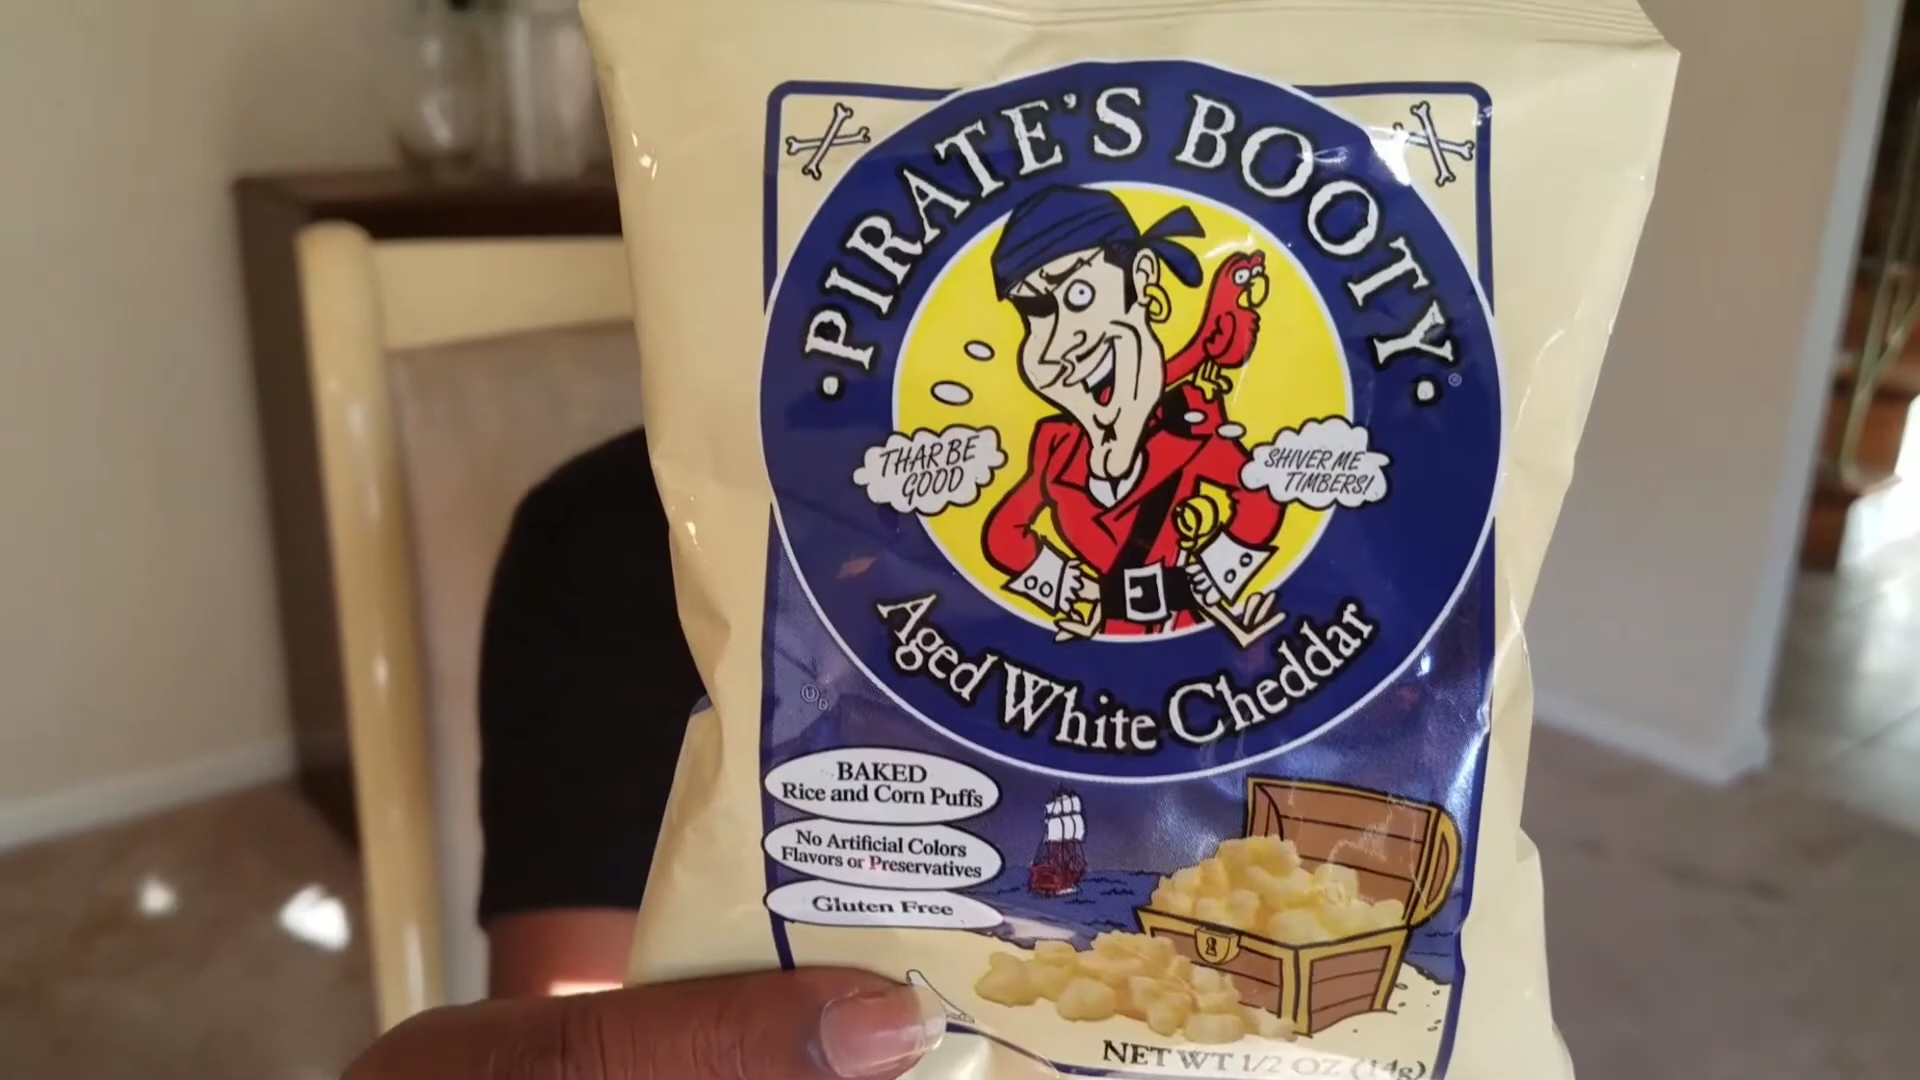 PIRATE'S BOOTY
®
THAR BE
GOOD
SHIVER ME
TIMBERS!
Aged White Cheddar
U
D
BAKED
Rice and Corn Puffs
No Artificial Colors
Flavors or Preservatives
Gluten Free
NET WT 1/2 OZ (14g)